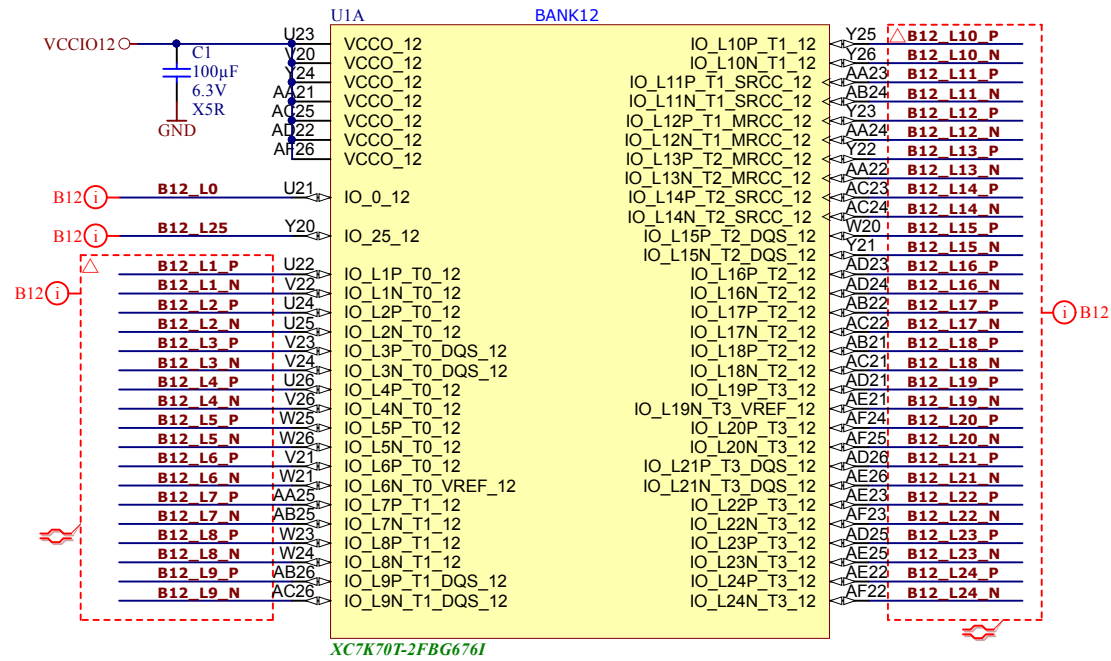 U1A
BANK12
VCCIO12
C1
100µF
6.3V
X5R
GND
U23 VCCO_12
V20 VCCO_12
Y24 VCCO_12
AA21 VCCO_12
AC25 VCCO_12
AD22 VCCO_12
AF26 VCCO_12
B12 i B12_L0 U21 IO_0_12
B12 i B12_L25 Y20 IO_25_12
B12 i
B12_L1_P U22 IO_L1P_T0_12
B12_L1_N V22 IO_L1N_T0_12
B12_L2_P U24 IO_L2P_T0_12
B12_L2_N U25 IO_L2N_T0_12
B12_L3_P V23 IO_L3P_T0_DQS_12
B12_L3_N V24 IO_L3N_T0_DQS_12
B12_L4_P U26 IO_L4P_T0_12
B12_L4_N V26 IO_L4N_T0_12
B12_L5_P W25 IO_L5P_T0_12
B12_L5_N W26 IO_L5N_T0_12
B12_L6_P V21 IO_L6P_T0_12
B12_L6_N W21 IO_L6N_T0_VREF_12
B12_L7_P AA25 IO_L7P_T1_12
B12_L7_N AB25 IO_L7N_T1_12
B12_L8_P W23 IO_L8P_T1_12
B12_L8_N W24 IO_L8N_T1_12
B12_L9_P AB26 IO_L9P_T1_DQS_12
B12_L9_N AC26 IO_L9N_T1_DQS_12
IO_L10P_T1_12 Y25 B12_L10_P
IO_L10N_T1_12 Y26 B12_L10_N
IO_L11P_T1_SRCC_12 AA23 B12_L11_P
IO_L11N_T1_SRCC_12 AB24 B12_L11_N
IO_L12P_T1_MRCC_12 Y23 B12_L12_P
IO_L12N_T1_MRCC_12 AA24 B12_L12_N
IO_L13P_T2_MRCC_12 Y22 B12_L13_P
IO_L13N_T2_MRCC_12 AA22 B12_L13_N
IO_L14P_T2_SRCC_12 AC23 B12_L14_P
IO_L14N_T2_SRCC_12 AC24 B12_L14_N
IO_L15P_T2_DQS_12 W20 B12_L15_P
IO_L15N_T2_DQS_12 Y21 B12_L15_N
IO_L16P_T2_12 AD23 B12_L16_P
IO_L16N_T2_12 AD24 B12_L16_N
IO_L17P_T2_12 AB22 B12_L17_P
IO_L17N_T2_12 AC22 B12_L17_N
IO_L18P_T2_12 AB21 B12_L18_P
IO_L18N_T2_12 AC21 B12_L18_N
IO_L19P_T3_12 AD21 B12_L19_P
IO_L19N_T3_VREF_12 AE21 B12_L19_N
IO_L20P_T3_12 AF24 B12_L20_P
IO_L20N_T3_12 AF25 B12_L20_N
IO_L21P_T3_DQS_12 AD26 B12_L21_P
IO_L21N_T3_DQS_12 AE26 B12_L21_N
IO_L22P_T3_12 AE23 B12_L22_P
IO_L22N_T3_12 AF23 B12_L22_N
IO_L23P_T3_12 AD25 B12_L23_P
IO_L23N_T3_12 AE25 B12_L23_N
IO_L24P_T3_12 AE22 B12_L24_P
IO_L24N_T3_12 AF22 B12_L24_N
i B12
XC7K70T-2FBG676I